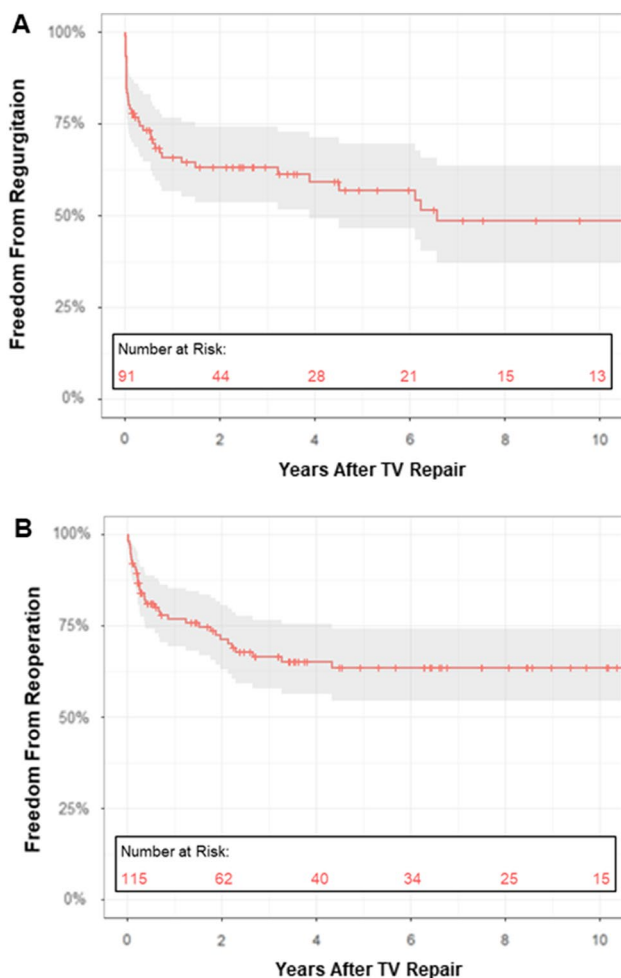 A
Freedom From Regurgitaion
100%
75%
50%
25%
0%
Number at Risk:
91 44 28 21 15 13
0 2 4 6 8 10
Years After TV Repair
B
Freedom From Reoperation
100%
75%
50%
25%
0%
Number at Risk:
115 62 40 34 25 15
0 2 4 6 8 10
Years After TV Repair